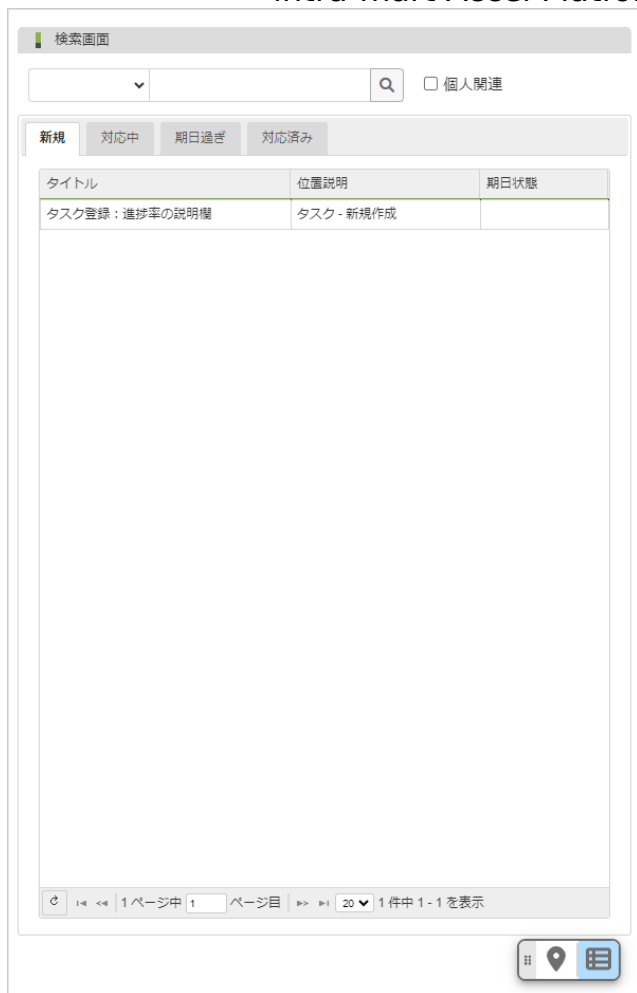 検索画面
個人関連
新規 対応中 期日過ぎ 対応済み
タイトル 位置説明 期日状態
タスク登録：進捗率の説明欄 タスク - 新規作成
1 ページ中 1 ページ目 20 1 件中 1 - 1 を表示